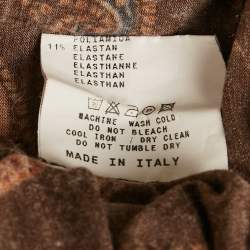 POLIAMIDA
11% ELASTAN
ELASTANE
ELASTHANNE
ELASTHAN
ELASTHAN
MACHINE WASH COLD
DO NOT BLEACH
COOL IRON / DRY CLEAN
DO NOT TUMBLE DRY
MADE IN ITALY